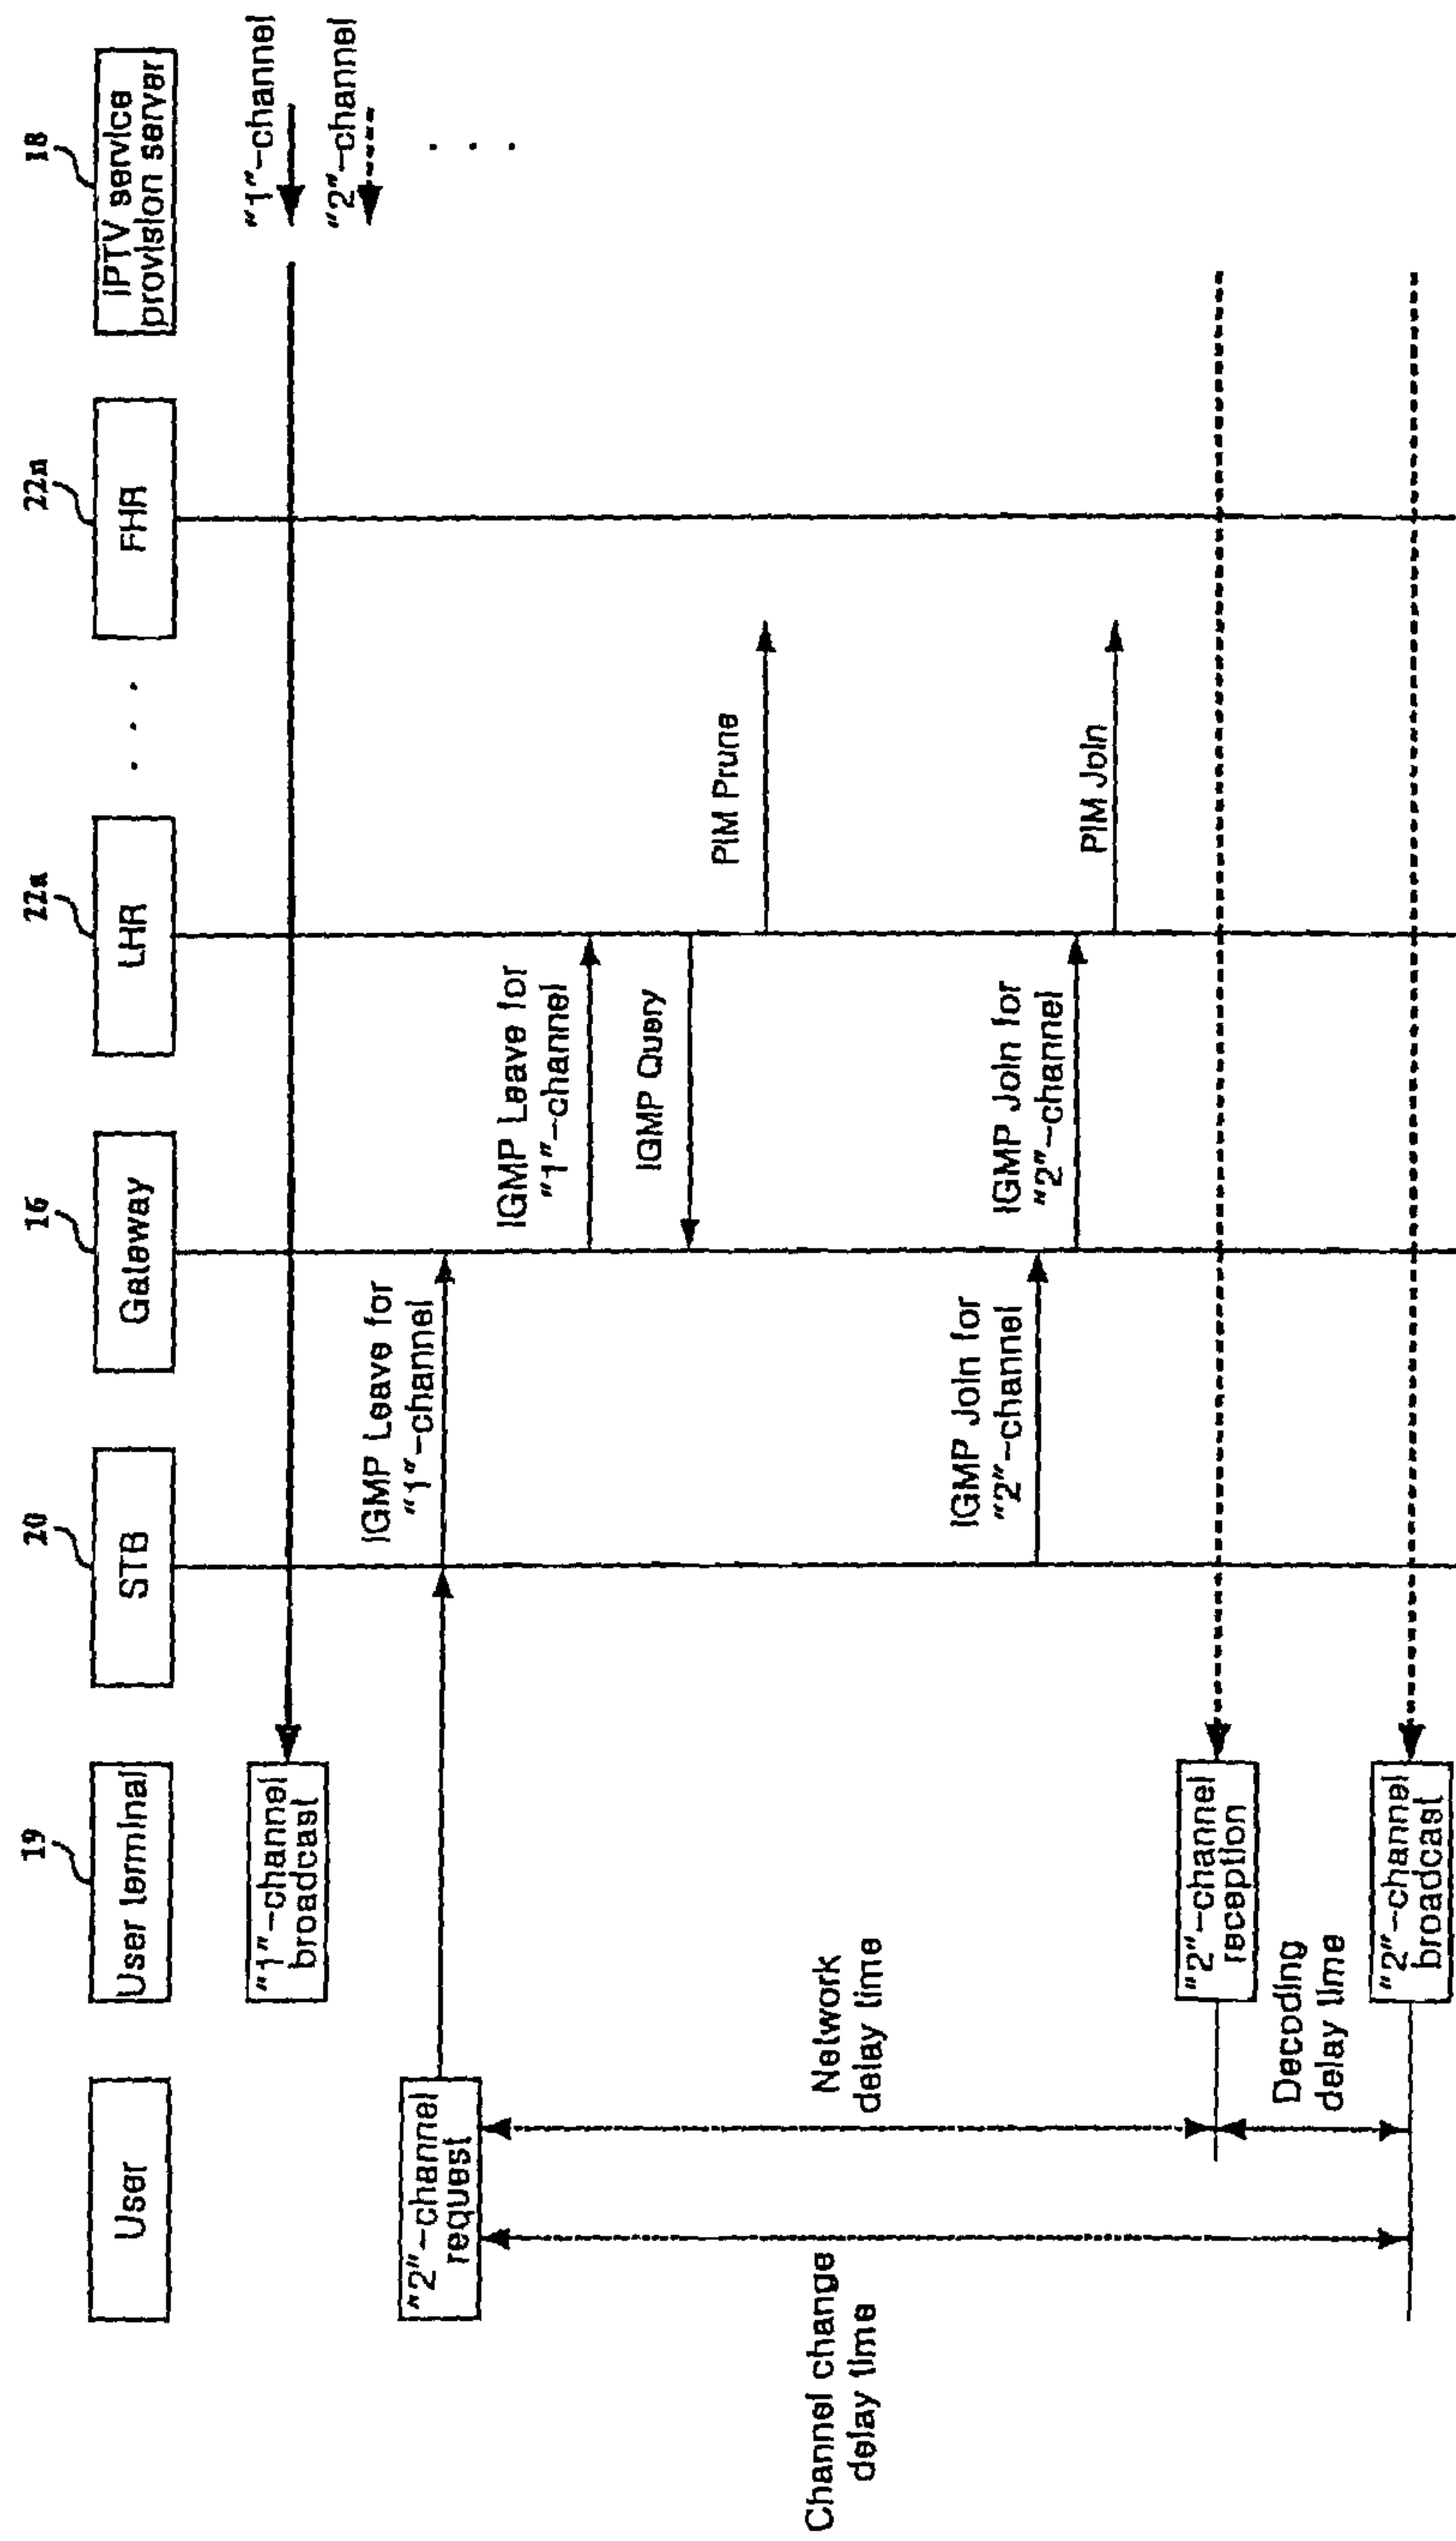 User
19
User terminal
20
STB
16
Gateway
22a
LHR
. . .
22n
FHR
18
IPTV service
provision server
"1"-channel
"2"-channel
. . .
"1"-channel
broadcast
"2"-channel
request
IGMP Leave for
"1"-channel
IGMP Leave for
"1"-channel
IGMP Query
PIM Prune
Channel change
delay time
Network
delay time
IGMP Join for
"2"-channel
IGMP Join for
"2"-channel
PIM Join
"2"-channel
reception
Decoding
delay time
"2"-channel
broadcast